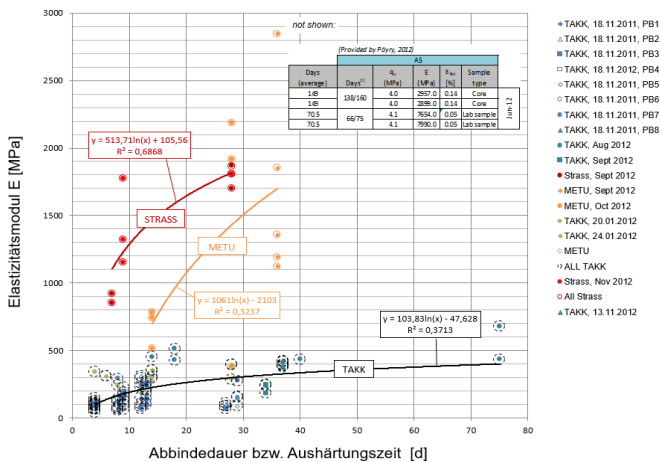 not shown:
(Provided by Pöyry, 2012)
A5
Days (average) Days²⁾ qu (MPa) E (MPa) εfm [%] Sample type
149 138/160 4.0 2957.0 0.14 Core
149 4.0 2899.0 0.14 Core
70.5 66/75 4.1 7654.0 0.05 Lab sample
70.5 4.1 7990.0 0.05 Lab sample
Jun-12
Elastizitätsmodul E [MPa]
3000
2500
2000
1500
1000
500
0
y = 513,71ln(x) + 105,56
R² = 0,6868
STRASS
METU
y = 1061ln(x) - 2103
R² = 0,3237
y = 103,83ln(x) - 47,628
R² = 0,3713
TAKK
0 10 20 30 40 50 60 70 80
Abbindedauer bzw. Aushärtungszeit [d]
TAKK, 18.11.2011, PB1
TAKK, 18.11.2011, PB2
TAKK, 18.11.2011, PB3
TAKK, 18.11.2012, PB4
TAKK, 18.11.2011, PB5
TAKK, 18.11.2011, PB6
TAKK, 18.11.2011, PB7
TAKK, 18.11.2011, PB8
TAKK, Aug 2012
TAKK, Sept 2012
Strass, Sept 2012
METU, Sept 2012
METU, Oct 2012
TAKK, 20.01.2012
TAKK, 24.01.2012
METU
ALL TAKK
Strass, Nov 2012
All Strass
TAKK, 13.11.2012